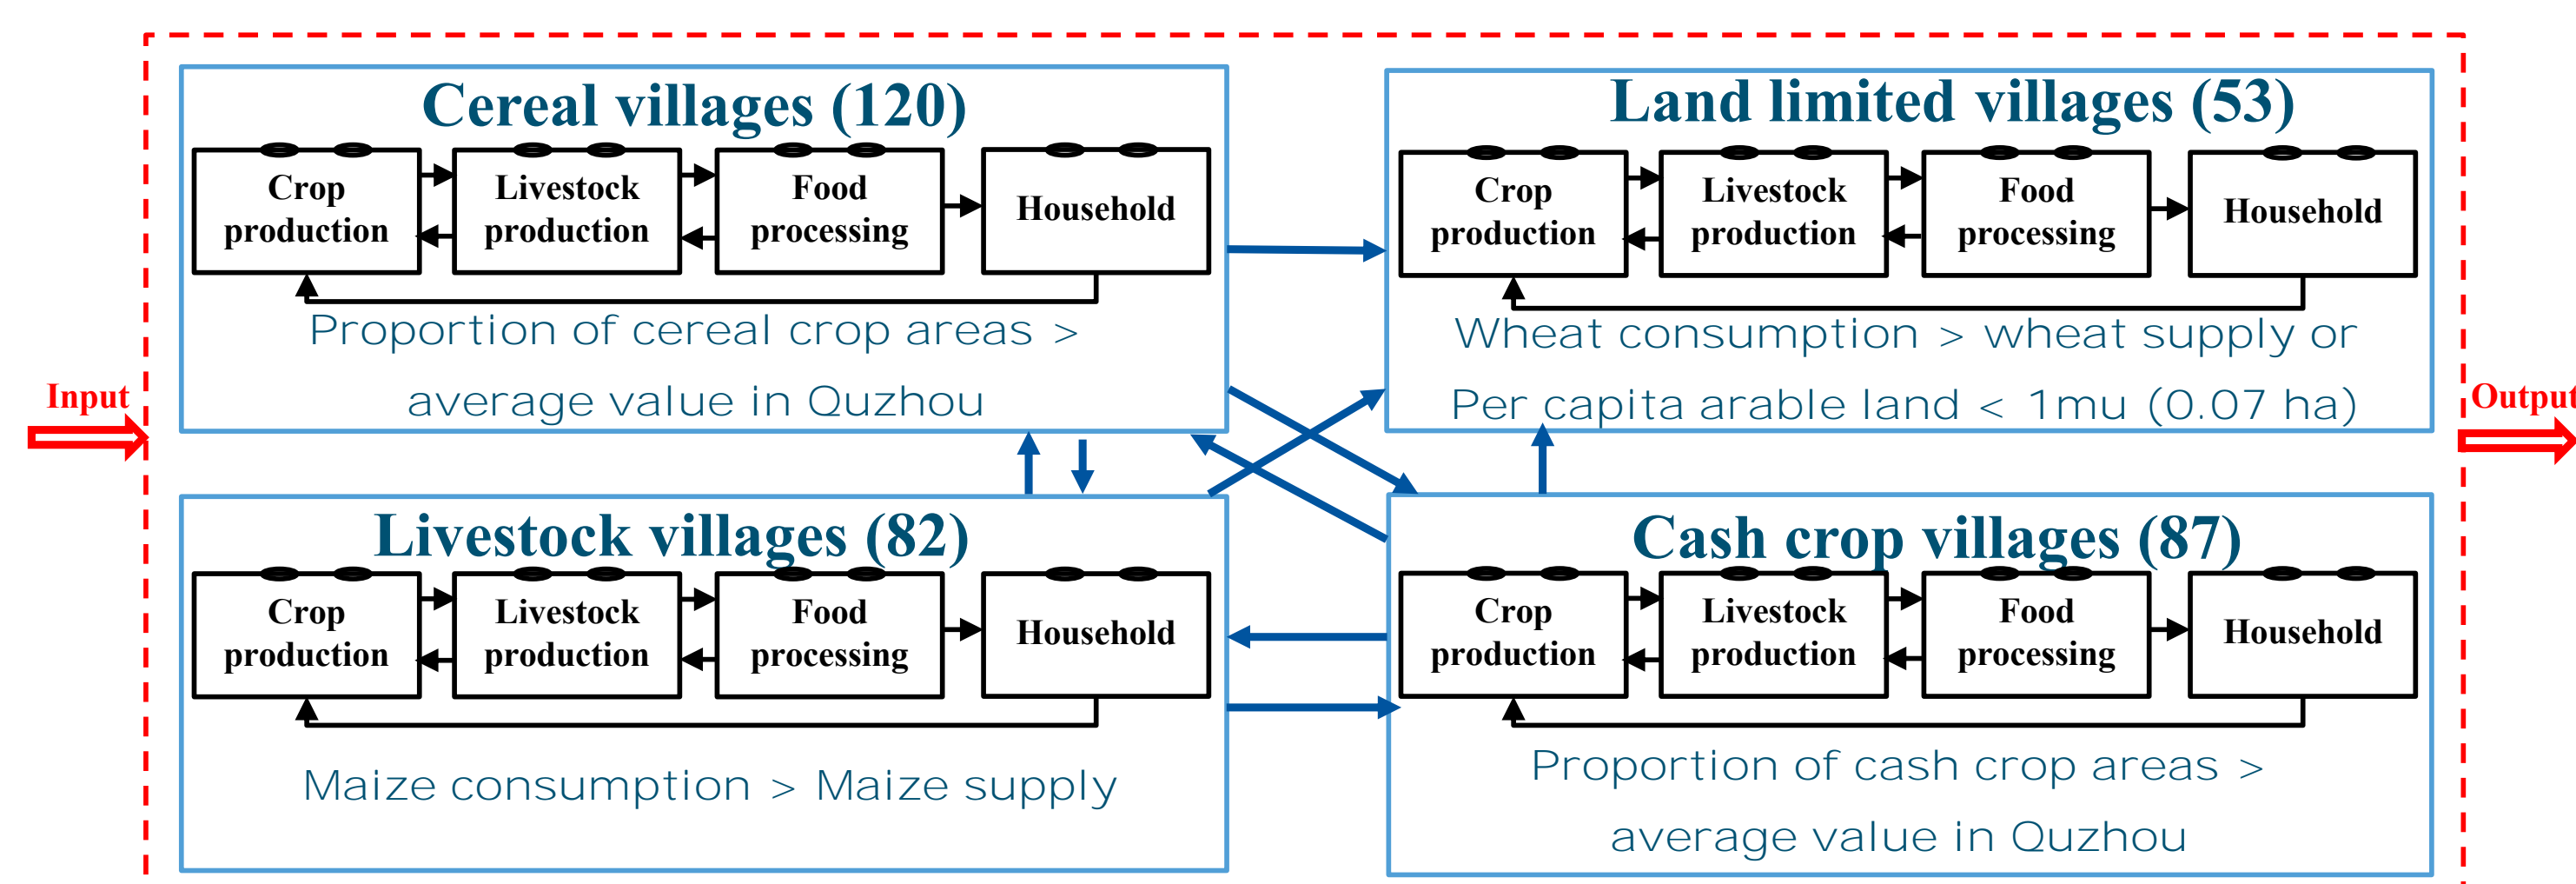 Cereal villages (120)
Crop
production
Livestock
production
Food
processing
Household
Proportion of cereal crop areas >
average value in Quzhou
Land limited villages (53)
Crop
production
Livestock
production
Food
processing
Household
Wheat consumption > wheat supply or
Per capita arable land < 1mu (0.07 ha)
Input
Output
Livestock villages (82)
Crop
production
Livestock
production
Food
processing
Household
Maize consumption > Maize supply
Cash crop villages (87)
Crop
production
Livestock
production
Food
processing
Household
Proportion of cash crop areas >
average value in Quzhou